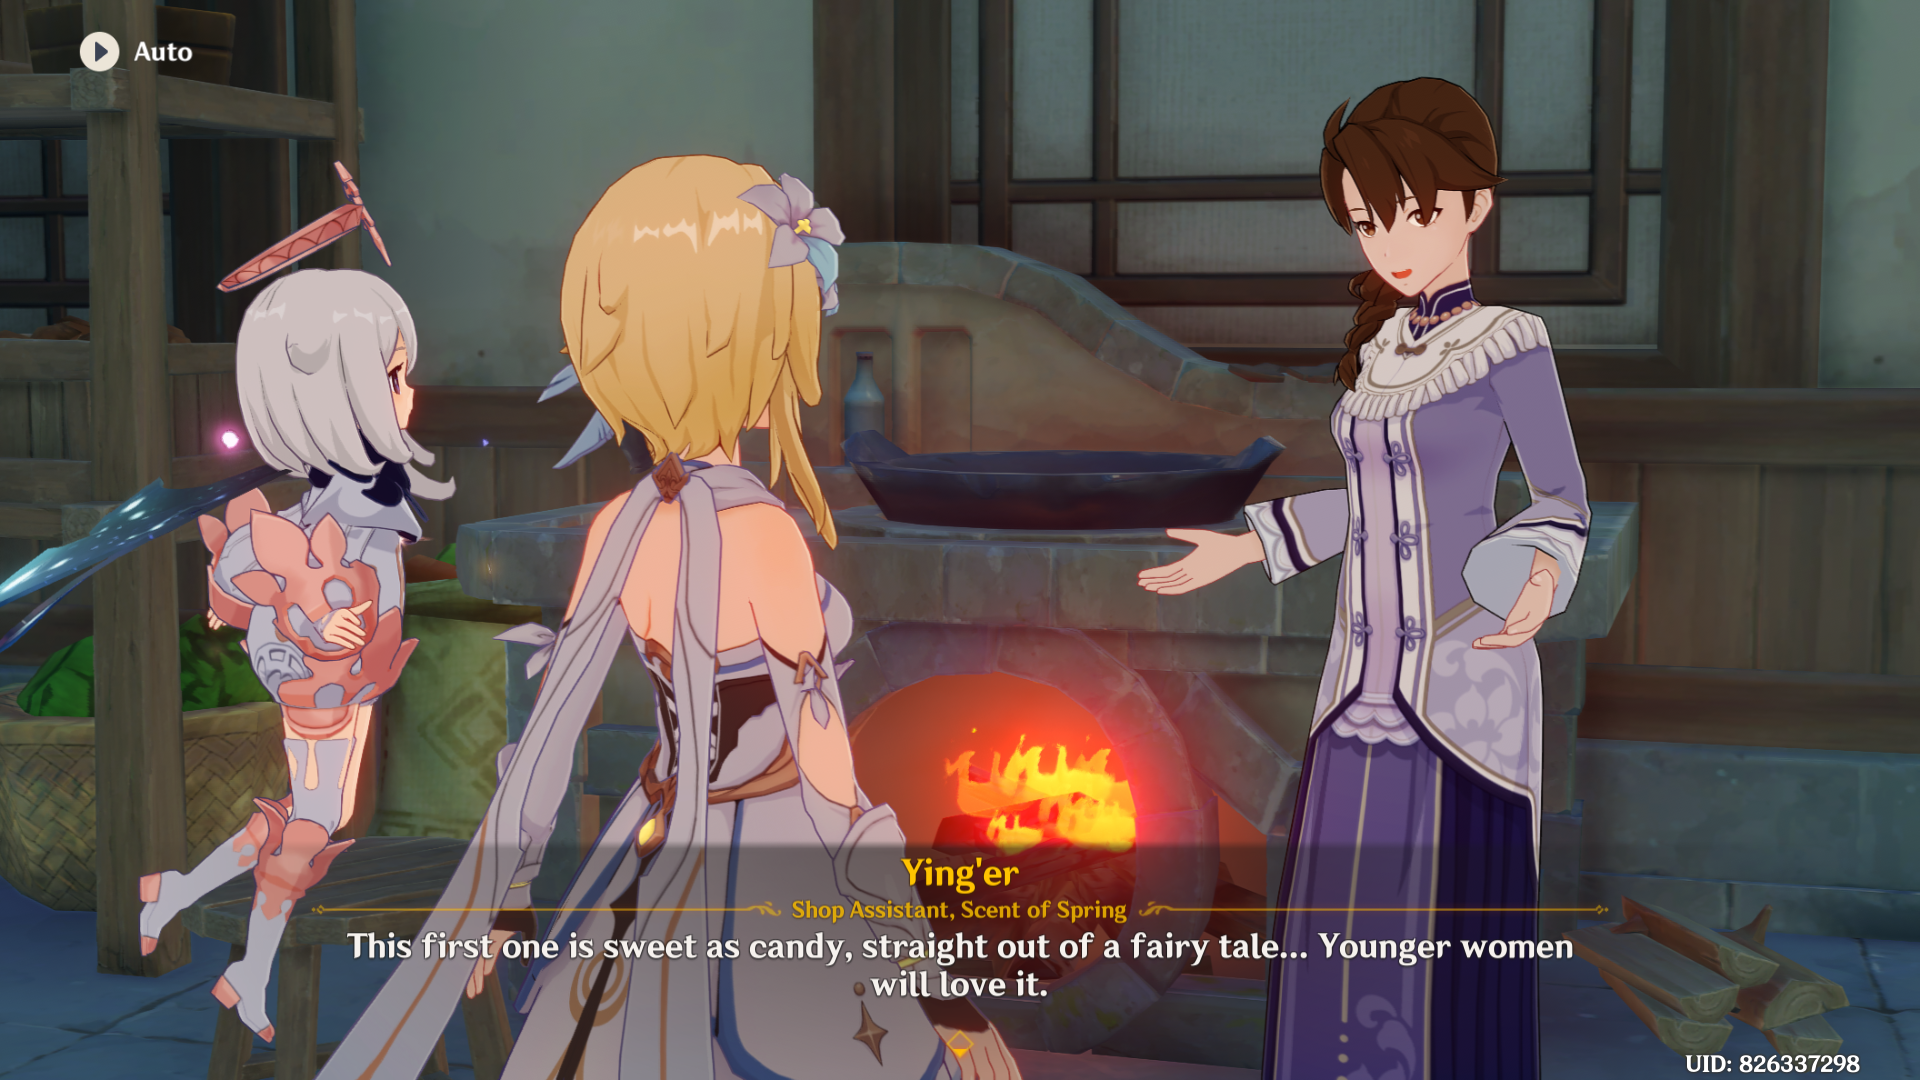 Auto
Ying'er
Shop Assistant, Scent of Spring
This first one is sweet as candy, straight out of a fairy tale... Younger women
will love it.
UID: 826337298